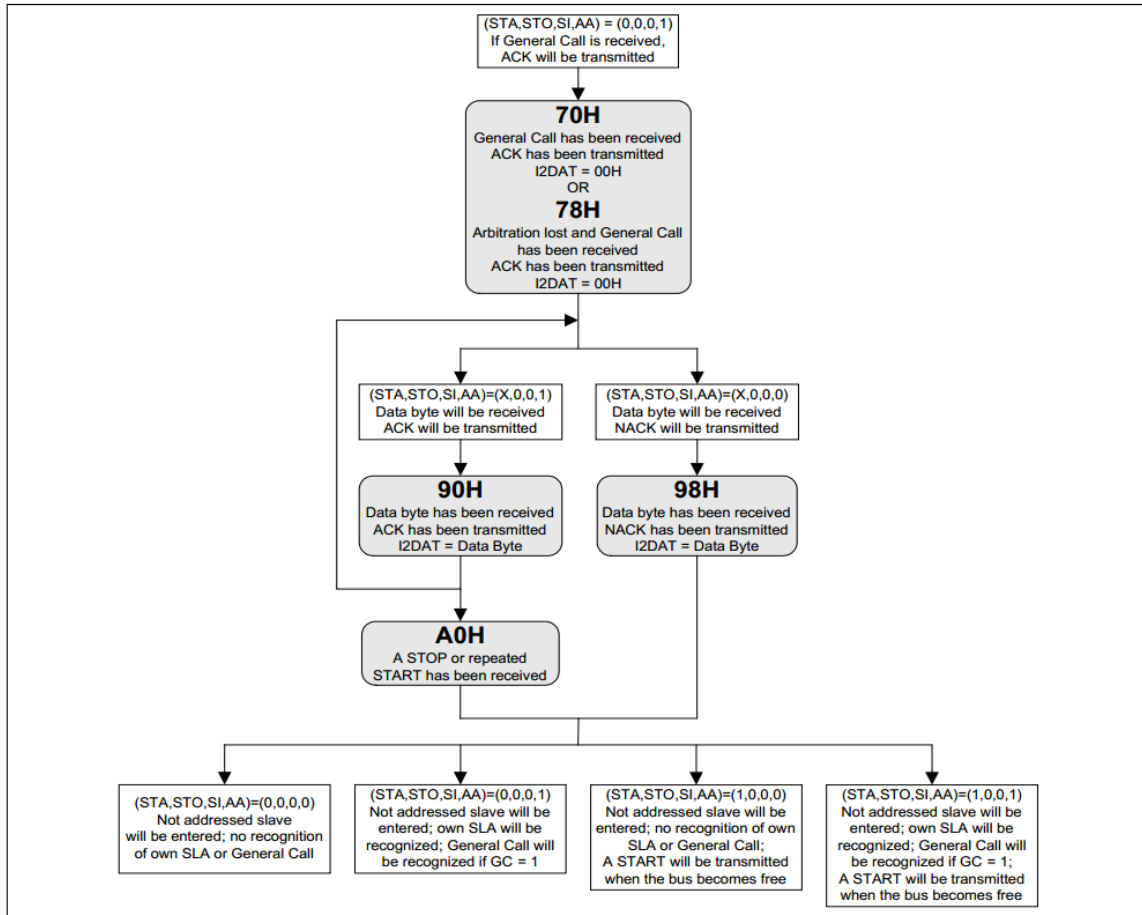 (STA,STO,SI,AA) = (0,0,0,1)
If General Call is received,
ACK will be transmitted
70H
General Call has been received
ACK has been transmitted
I2DAT = 00H
OR
78H
Arbitration lost and General Call
has been received
ACK has been transmitted
I2DAT = 00H
(STA,STO,SI,AA)=(X,0,0,1)
Data byte will be received
ACK will be transmitted
(STA,STO,SI,AA)=(X,0,0,0)
Data byte will be received
NACK will be transmitted
90H
Data byte has been received
ACK has been transmitted
I2DAT = Data Byte
98H
Data byte has been received
NACK has been transmitted
I2DAT = Data Byte
A0H
A STOP or repeated
START has been received
(STA,STO,SI,AA)=(0,0,0,0)
Not addressed slave
will be entered; no recognition
of own SLA or General Call
(STA,STO,SI,AA)=(0,0,0,1)
Not addressed slave will be
entered; own SLA will be
recognized; General Call will
be recognized if GC = 1
(STA,STO,SI,AA)=(1,0,0,0)
Not addressed slave will be
entered; no recognition of own
SLA or General Call;
A START will be transmitted
when the bus becomes free
(STA,STO,SI,AA)=(1,0,0,1)
Not addressed slave will be
entered; own SLA will be
recognized; General Call will
be recognized if GC = 1;
A START will be transmitted
when the bus becomes free